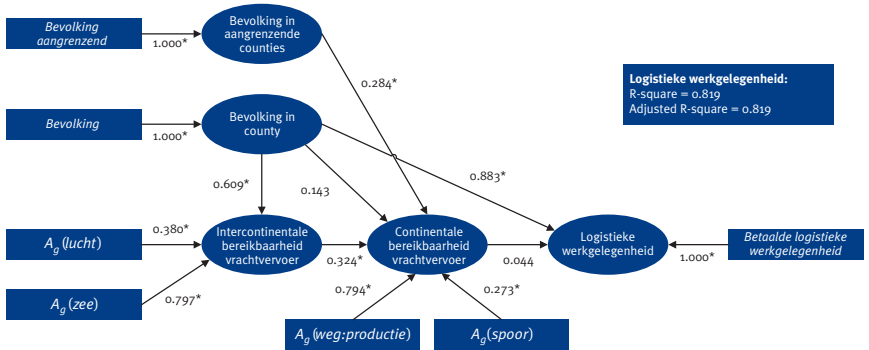 Bevolking
aangrenzend
1.000*
Bevolking in
aangrenzende
counties
0.284*
Logistieke werkgelegenheid:
R-square = 0.819
Adjusted R-square = 0.819
Bevolking
1.000*
Bevolking in
county
0.609*
0.143
0.883*
Ag(lucht)
0.380*
Intercontinentale
bereikbaarheid
vrachtvervoer
0.324*
Continentale
bereikbaarheid
vrachtvervoer
0.044
Logistieke
werkgelegenheid
1.000*
Betaalde logistieke
werkgelegenheid
Ag(zee)
0.797*
0.794*
0.273*
Ag(weg:productie)
Ag(spoor)